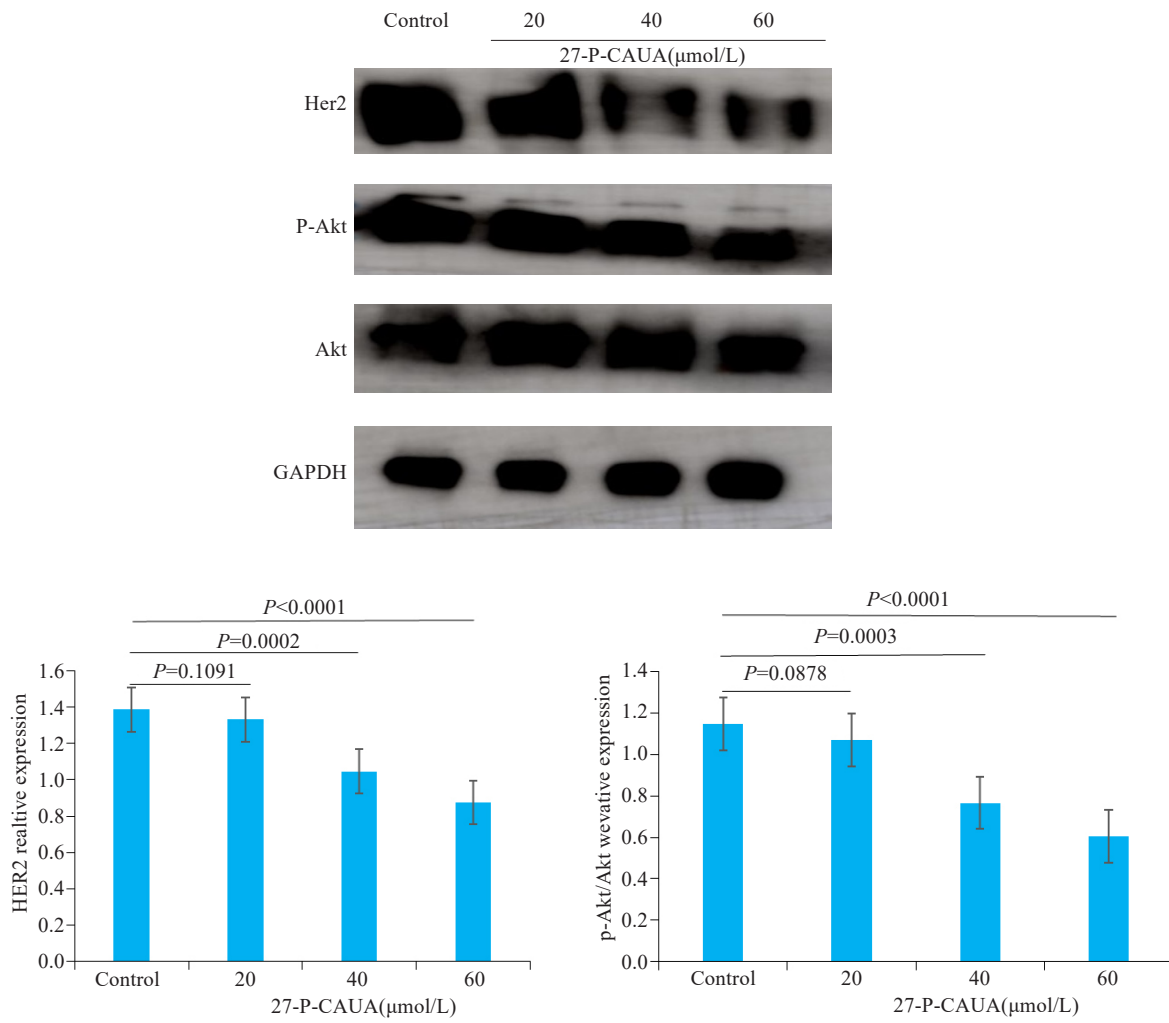 Control 20 40 60
27-P-CAUA(μmol/L)
Her2
P-Akt
Akt
GAPDH
P<0.0001
P=0.0002
P=0.1091
1.6
1.4
1.2
1.0
0.8
0.6
0.4
0.2
0.0
HER2 realtive expression
Control 20 40 60
27-P-CAUA(μmol/L)
P<0.0001
P=0.0003
P=0.0878
1.4
1.2
1.0
0.8
0.6
0.4
0.2
0.0
p-Akt/Akt wevative expression
Control 20 40 60
27-P-CAUA(μmol/L)